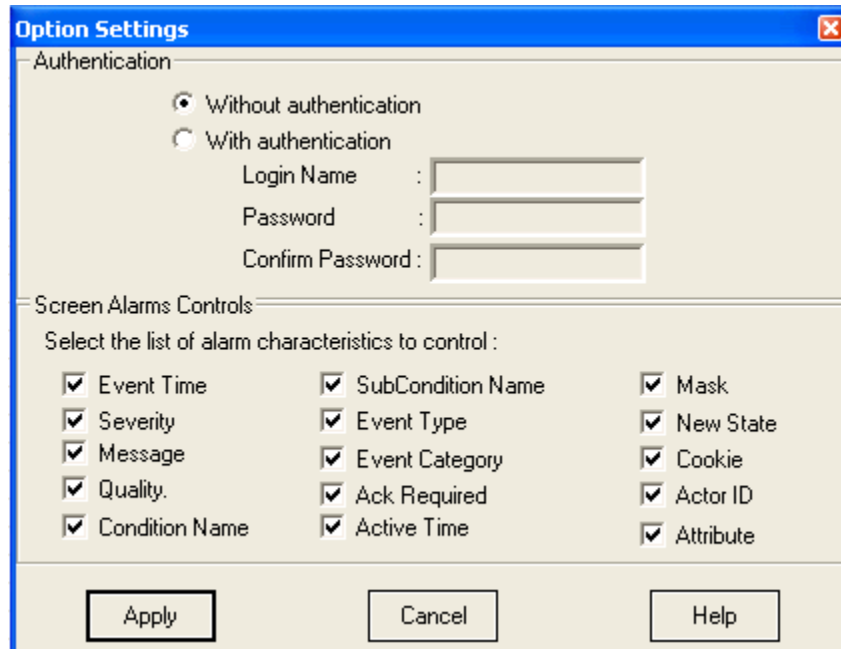 Option Settings
Authentication
Without authentication
With authentication
Login Name :
Password :
Confirm Password :
Screen Alarms Controls
Select the list of alarm characteristics to control :
Event Time SubCondition Name Mask
Severity Event Type New State
Message Event Category Cookie
Quality. Ack Required Actor ID
Condition Name Active Time Attribute
Apply Cancel Help